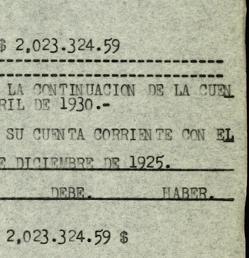 $ 2,023.324.59
LA CONTINUACION DE LA CUEN
RIL DE 1930.-
SU CUENTA CORRIENTE CON EL
E DICIEMBRE DE 1925.
DEBE. HABER.
2,023.324.59 $